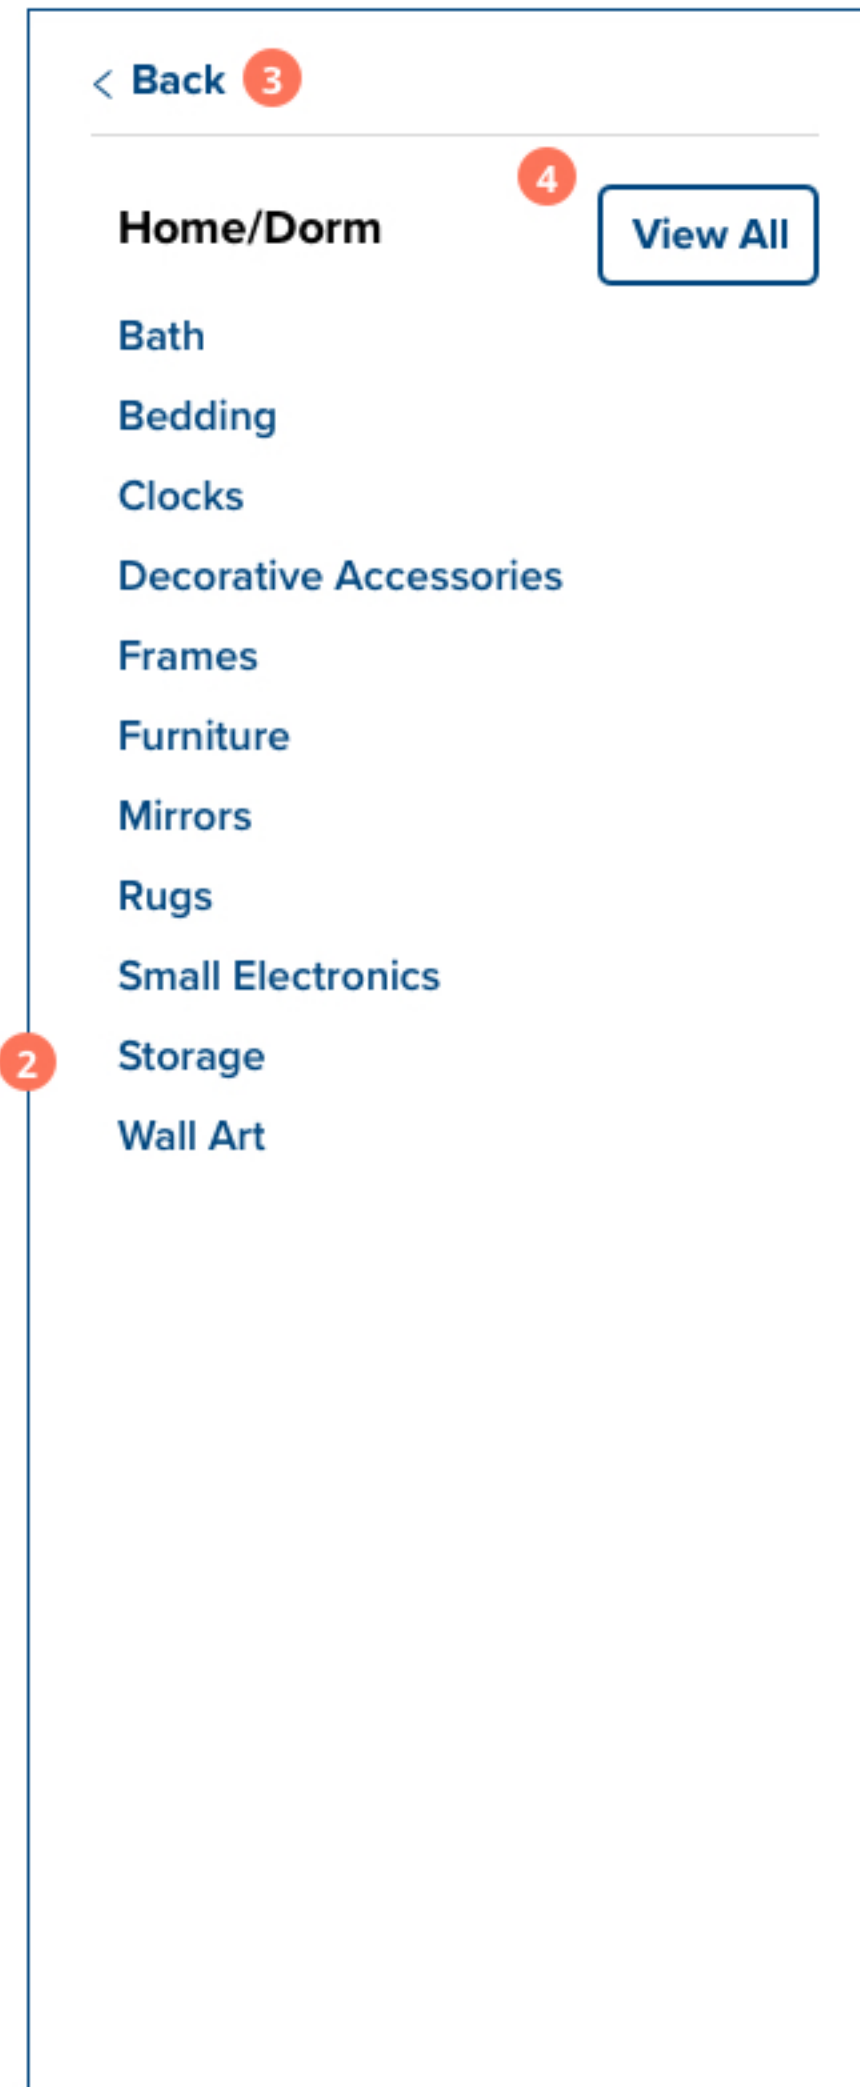 < Back 3
4
Home/Dorm View All
Bath
Bedding
Clocks
Decorative Accessories
Frames
Furniture
Mirrors
Rugs
Small Electronics
2 Storage
Wall Art